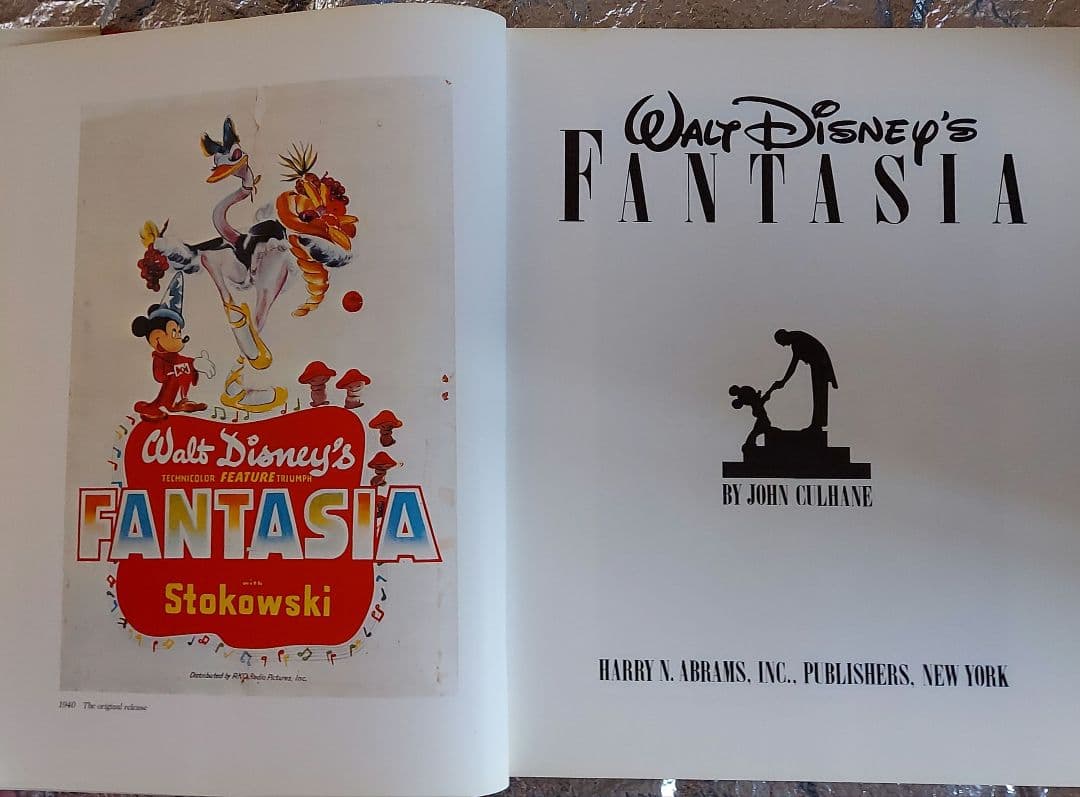 Walt Disney's
TECHNICOLOR FEATURE TRIUMPH
FANTASIA
with
Stokowski
Distributed by RKO Radio Pictures, Inc.
1940 The original release
WALT DISNEY'S
FANTASIA
BY JOHN CULHANE
HARRY N. ABRAMS, INC., PUBLISHERS, NEW YORK